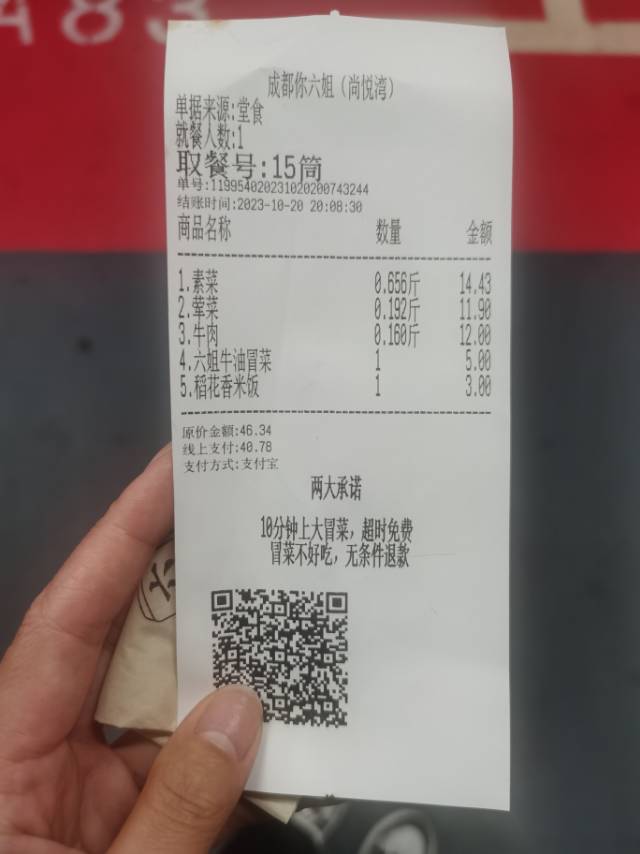 483
成都你六姐（尚悦湾）
单据来源:堂食
就餐人数:1
取餐号:15筒
单号:11995402023102020074​3244
结账时间:2023-10-20 20:08:30
商品名称 数量 金额
1.素菜 0.656斤 14.43
2.荤菜 0.192斤 11.90
3.牛肉 0.160斤 12.00
4.六姐牛油冒菜 1 5.00
5.稻花香米饭 1 3.00
原价金额:46.34
线上支付:40.78
支付方式:支付宝
两大承诺
10分钟上大冒菜，超时免费
冒菜不好吃，无条件退款